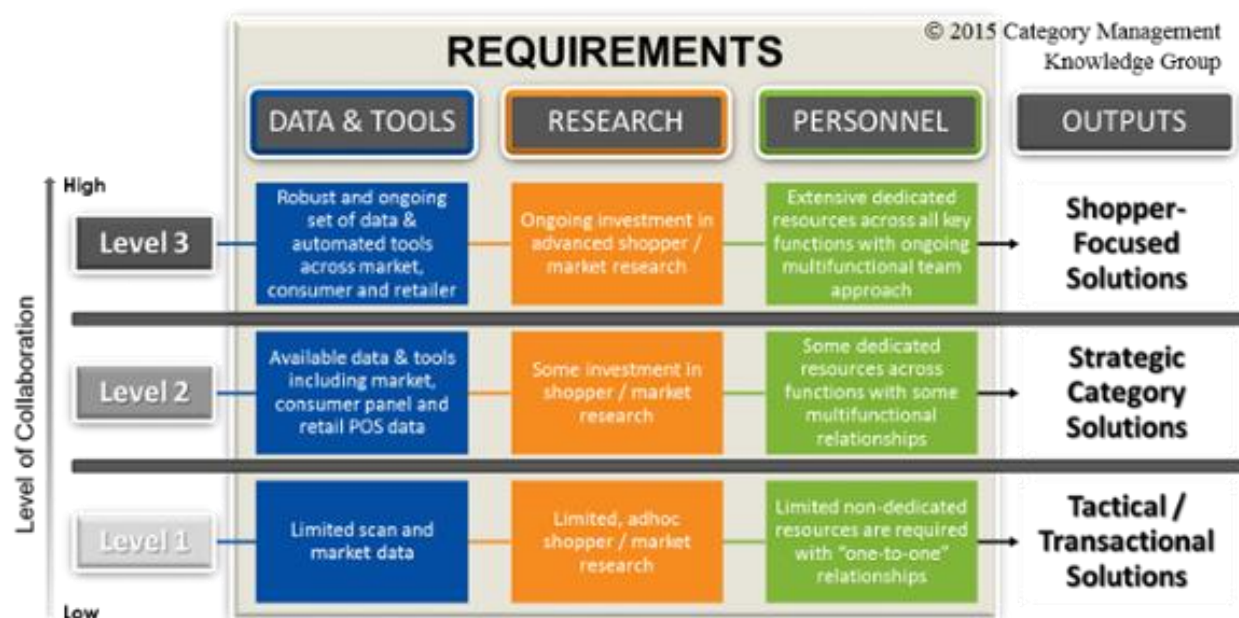 © 2015 Category Management
Knowledge Group
REQUIREMENTS
DATA & TOOLS
RESEARCH
PERSONNEL
OUTPUTS
Level of Collaboration
High
Level 3
Robust and ongoing
set of data &
automated tools
across market,
consumer and retailer
Ongoing investment in
advanced shopper /
market research
Extensive dedicated
resources across all key
functions with ongoing
multifunctional team
approach
Shopper-
Focused
Solutions
Level 2
Available data & tools
including market,
consumer panel and
retail POS data
Some investment in
shopper / market
research
Some dedicated
resources across
functions with some
multifunctional
relationships
Strategic
Category
Solutions
Level 1
Limited scan and
market data
Limited, adhoc
shopper / market
research
Limited non-dedicated
resources are required
with "one-to-one"
relationships
Tactical /
Transactional
Solutions
Low